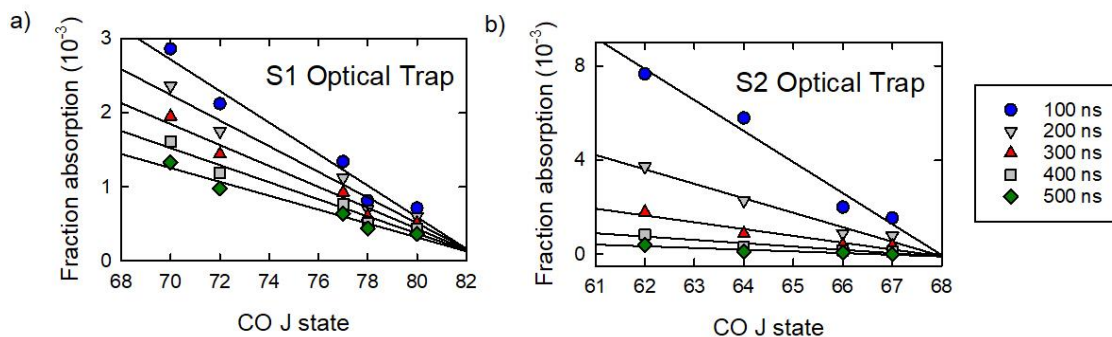 a)
3
2
1
0
Fraction absorption (10⁻³)
S1 Optical Trap
68 70 72 74 76 78 80 82
CO J state
b)
8
4
0
Fraction absorption (10⁻³)
S2 Optical Trap
61 62 63 64 65 66 67 68
CO J state
100 ns
200 ns
300 ns
400 ns
500 ns